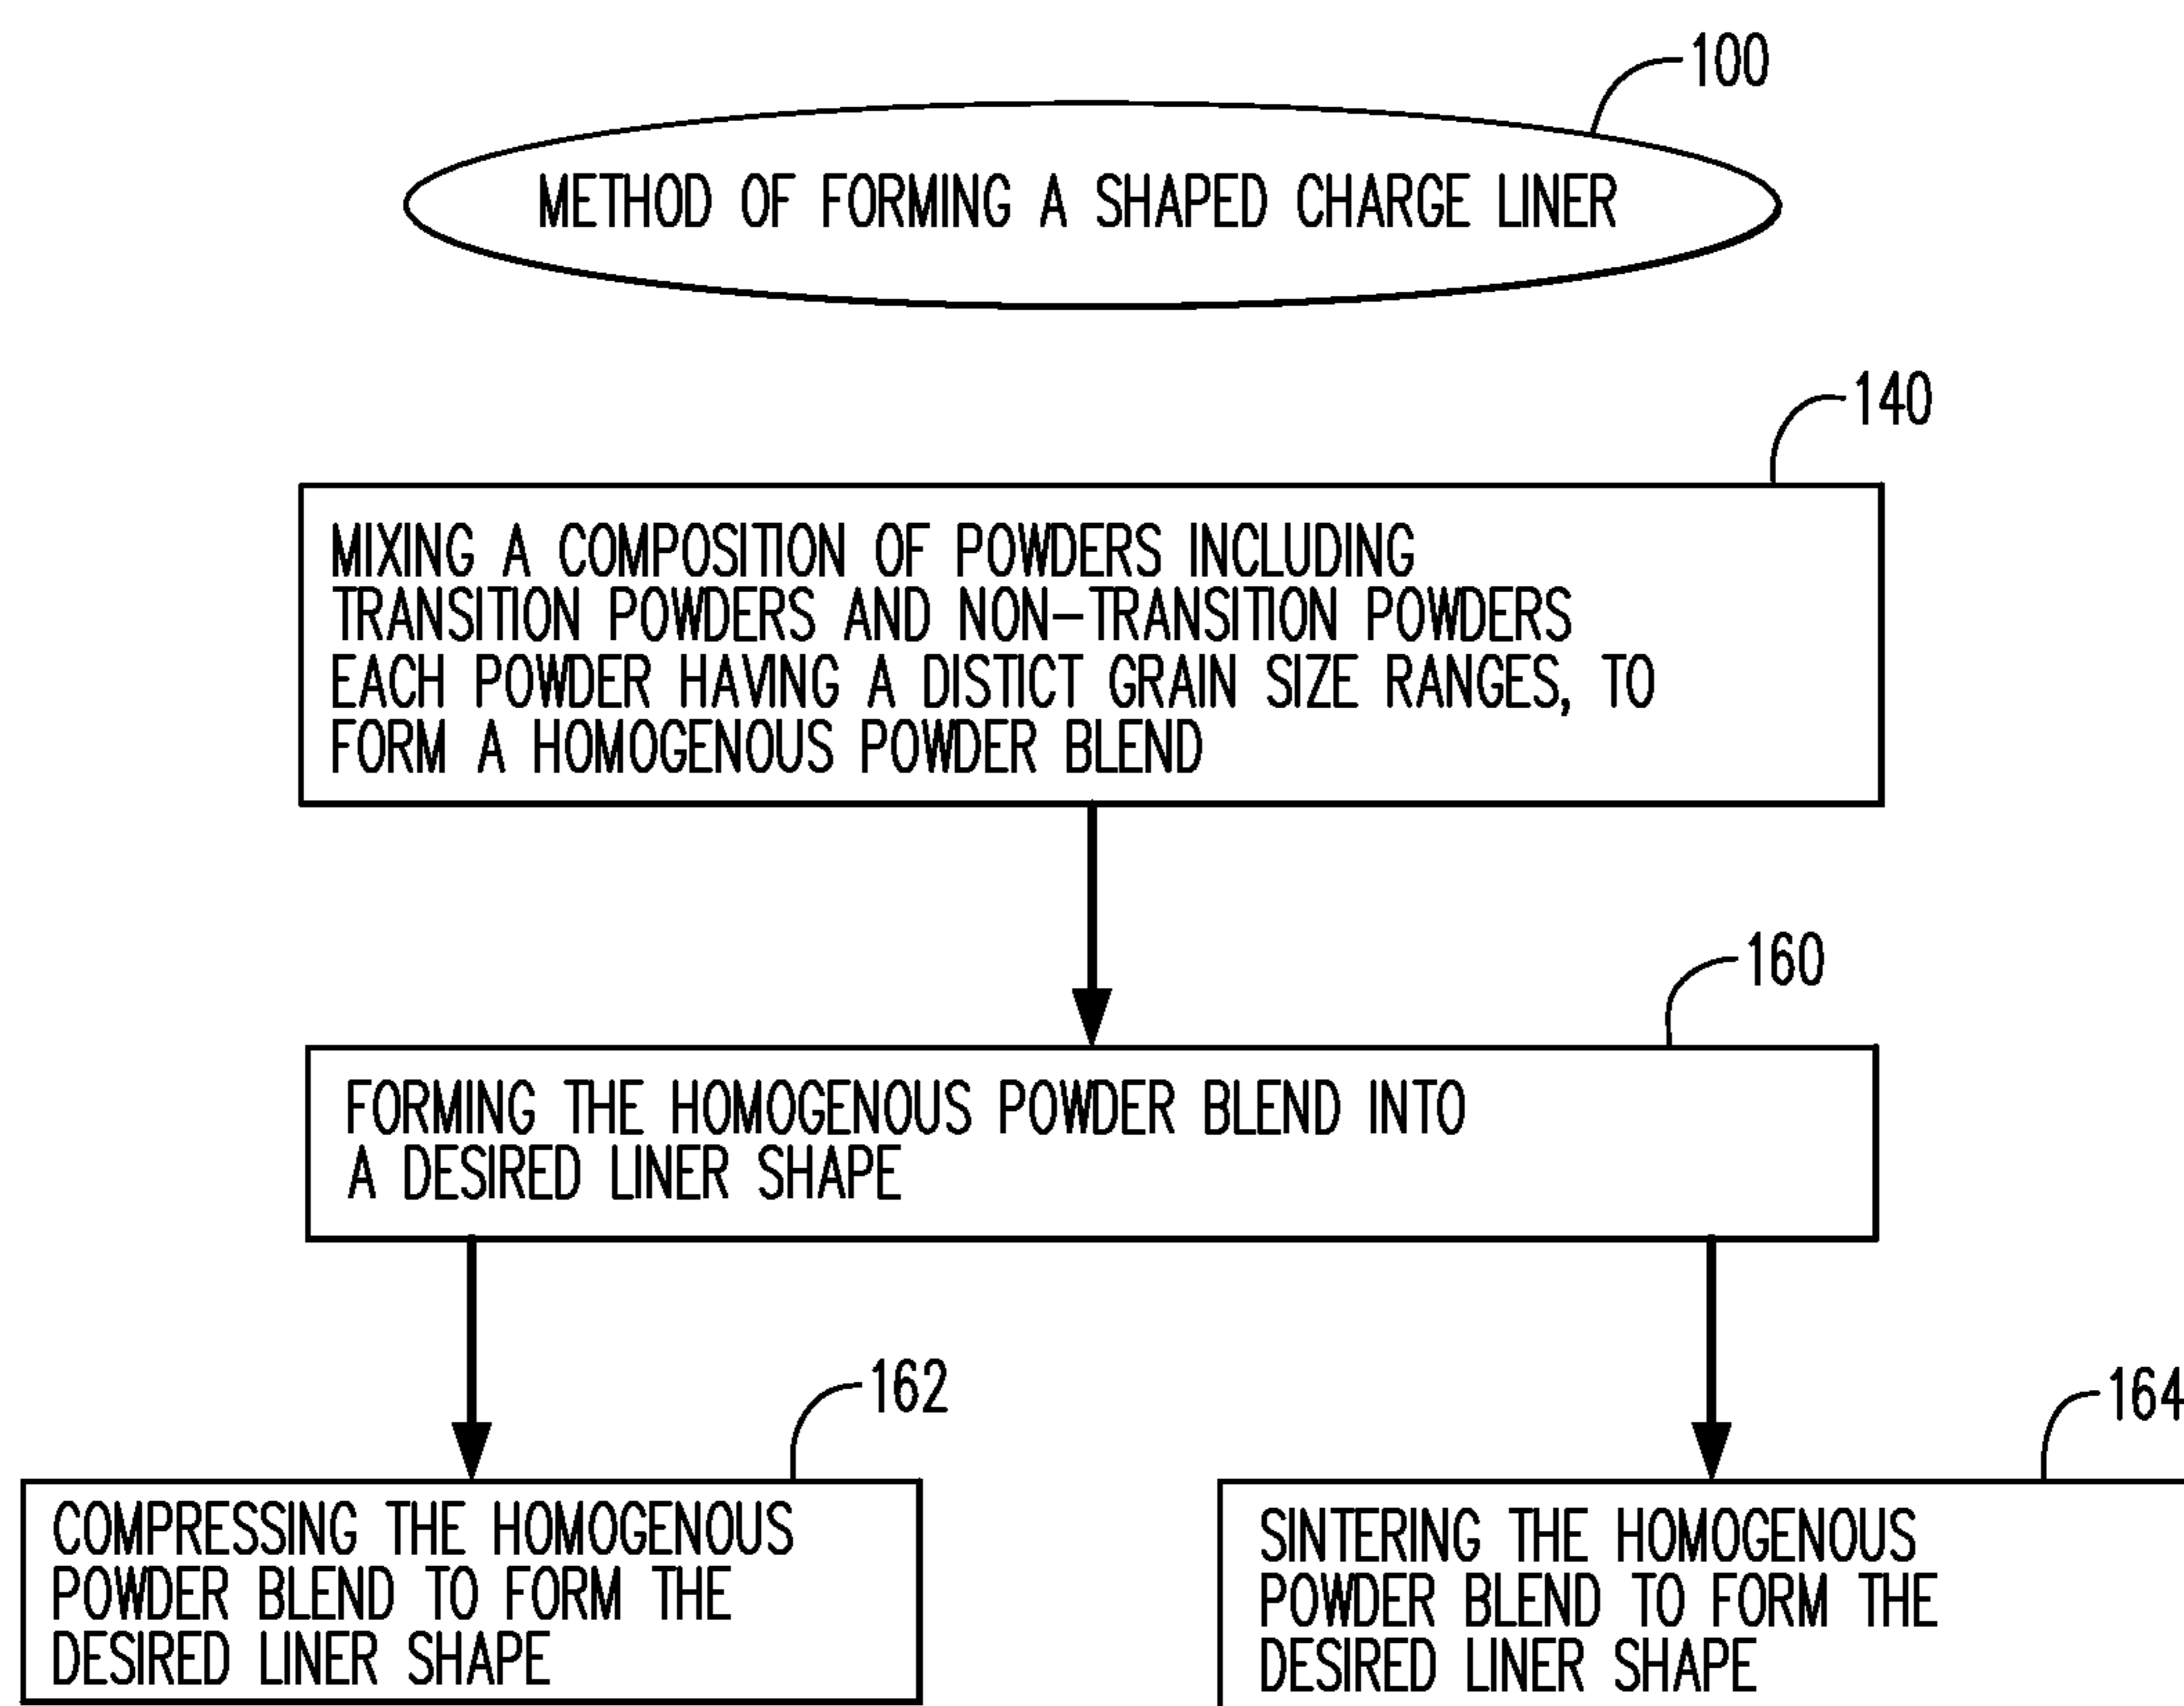 100
METHOD OF FORMING A SHAPED CHARGE LINER
140
MIXING A COMPOSITION OF POWDERS INCLUDING
TRANSITION POWDERS AND NON-TRANSITION POWDERS
EACH POWDER HAVING A DISTICT GRAIN SIZE RANGES, TO
FORM A HOMOGENOUS POWDER BLEND
160
FORMING THE HOMOGENOUS POWDER BLEND INTO
A DESIRED LINER SHAPE
162
COMPRESSING THE HOMOGENOUS
POWDER BLEND TO FORM THE
DESIRED LINER SHAPE
164
SINTERING THE HOMOGENOUS
POWDER BLEND TO FORM THE
DESIRED LINER SHAPE